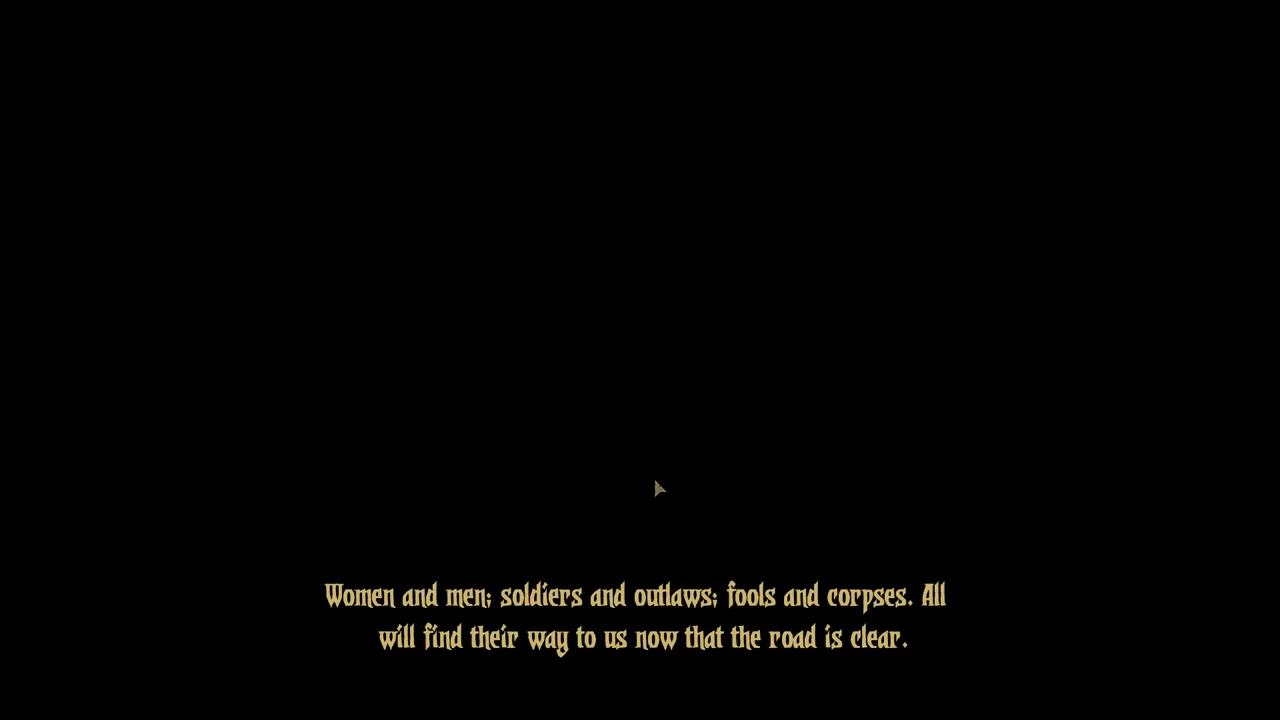 Women and men; soldiers and outlaws; fools and corpses. All
will find their way to us now that the road is clear.